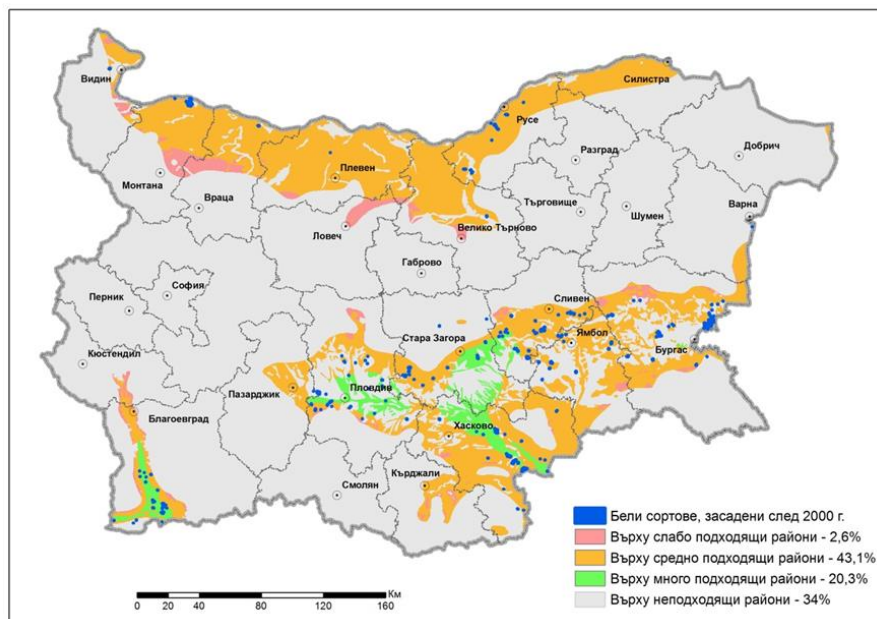 Видин
Силистра
Русе
Разград
Добрич
Плевен
Монтана
Враца
Търговище
Шумен
Варна
Ловеч
Велико Търново
Габрово
София
Перник
Сливен
Кюстендил
Стара Загора
Ямбол
Бургас
Пазарджик
Пловдив
Благоевград
Хасково
Кърджали
Смолян
Бели сортове, засадени след 2000 г.
Върху слабо подходящи райони - 2,6%
Върху средно подходящи райони - 43,1%
Върху много подходящи райони - 20,3%
Върху неподходящи райони - 34%
Км
0 20 40 80 120 160